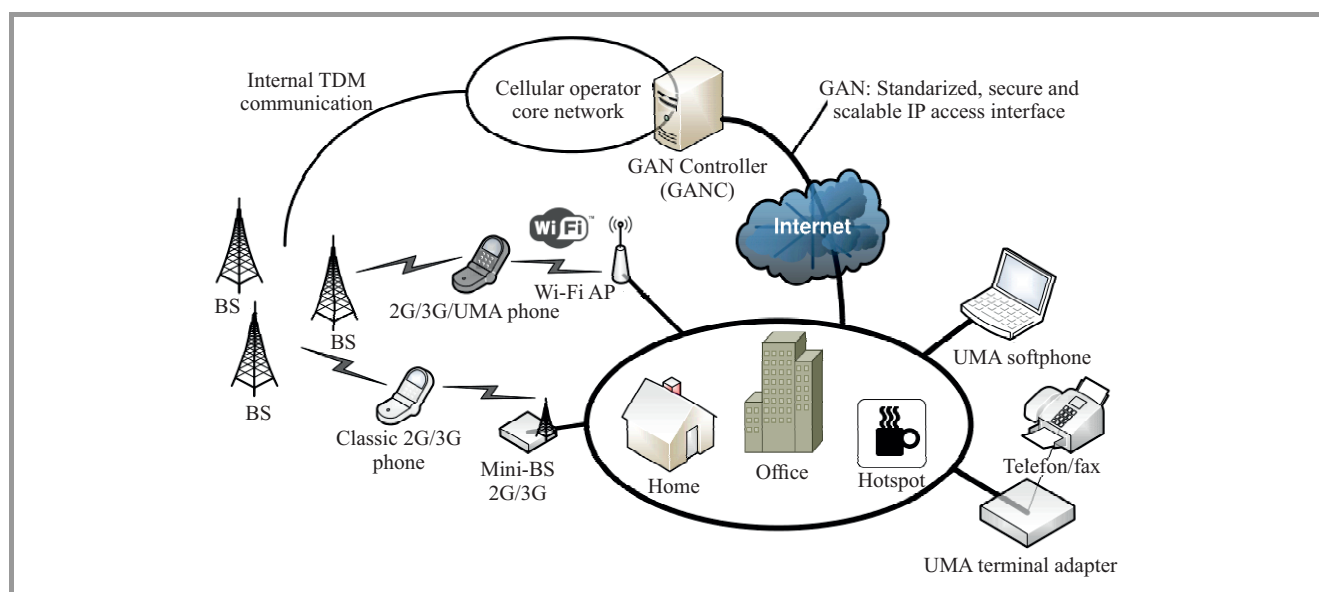 Internal TDM
communication
Cellular operator
core network
GAN: Standarized, secure and
scalable IP access interface
GAN Controller
(GANC)
Internet
WiFi™
BS
BS
BS
2G/3G/UMA phone
Wi-Fi AP
UMA softphone
Classic 2G/3G
phone
Mini-BS
2G/3G
Home
Office
Hotspot
Telefon/fax
UMA terminal adapter